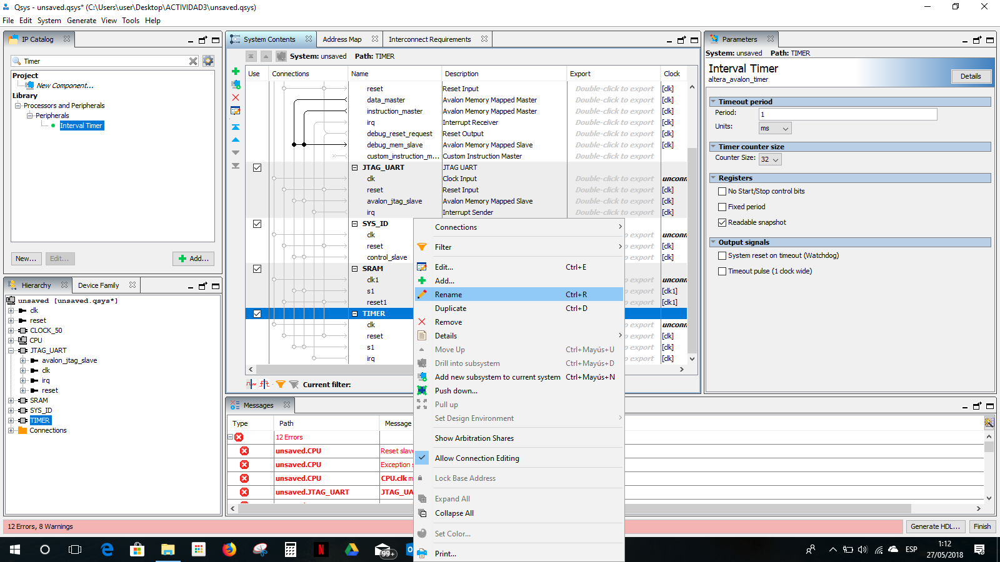 Qsys - unsaved.qsys* (C:\Users\user\Desktop\ACTIVIDAD3\unsaved.qsys)
File Edit System Generate View Tools Help
IP Catalog
Timer
Project
New Component...
Library
Processors and Peripherals
Peripherals
Interval Timer
New... Edit... Add...
Hierarchy Device Family
unsaved [unsaved.qsys*]
clk
reset
CLOCK_50
CPU
JTAG_UART
avalon_jtag_slave
clk
irq
reset
SRAM
SYS_ID
TIMER
Connections
System Contents Address Map Interconnect Requirements
System: unsaved Path: TIMER
Use Connections Name Description Export Clock
reset Reset Input Double-click to export [clk]
data_master Avalon Memory Mapped Master Double-click to export [clk]
instruction_master Avalon Memory Mapped Master Double-click to export [clk]
irq Interrupt Receiver Double-click to export [clk]
debug_reset_request Reset Output Double-click to export [clk]
debug_mem_slave Avalon Memory Mapped Slave Double-click to export [clk]
custom_instruction_m... Custom Instruction Master Double-click to export
JTAG_UART JTAG UART
clk Clock Input Double-click to export unconn
reset Reset Input Double-click to export [clk]
avalon_jtag_slave Avalon Memory Mapped Slave Double-click to export [clk]
irq Interrupt Sender Double-click to export [clk]
SYS_ID
clk export unconn
reset export [clk]
control_slave export [clk]
SRAM
clk1 export unconn
s1 export [clk1]
reset1 export [clk1]
TIMER
clk export unconn
reset export [clk]
s1 export [clk]
irq export [clk]
Current filter:
Connections
Filter
Edit... Ctrl+E
Add...
Rename Ctrl+R
Duplicate Ctrl+D
Remove
Details
Move Up Ctrl+Mayús+U
Drill into subsystem Ctrl+Mayús+D
Add new subsystem to current system Ctrl+Mayús+N
Push down...
Pull up
Set Design Environment
Show Arbitration Shares
Allow Connection Editing
Lock Base Address
Expand All
Collapse All
Set Color...
Print...
Messages
Type Path Message
12 Errors
unsaved.CPU Reset slav
unsaved.CPU Exception
unsaved.CPU CPU.clk m
unsaved.JTAG_UART JTAG_UA
Parameters
System: unsaved Path: TIMER
Interval Timer
altera_avalon_timer
Details
Timeout period
Period: 1
Units: ms
Timer counter size
Counter Size: 32
Registers
No Start/Stop control bits
Fixed period
Readable snapshot
Output signals
System reset on timeout (Watchdog)
Timeout pulse (1 clock wide)
12 Errors, 8 Warnings
Generate HDL... Finish
99+
ESP
1:12
27/05/2018